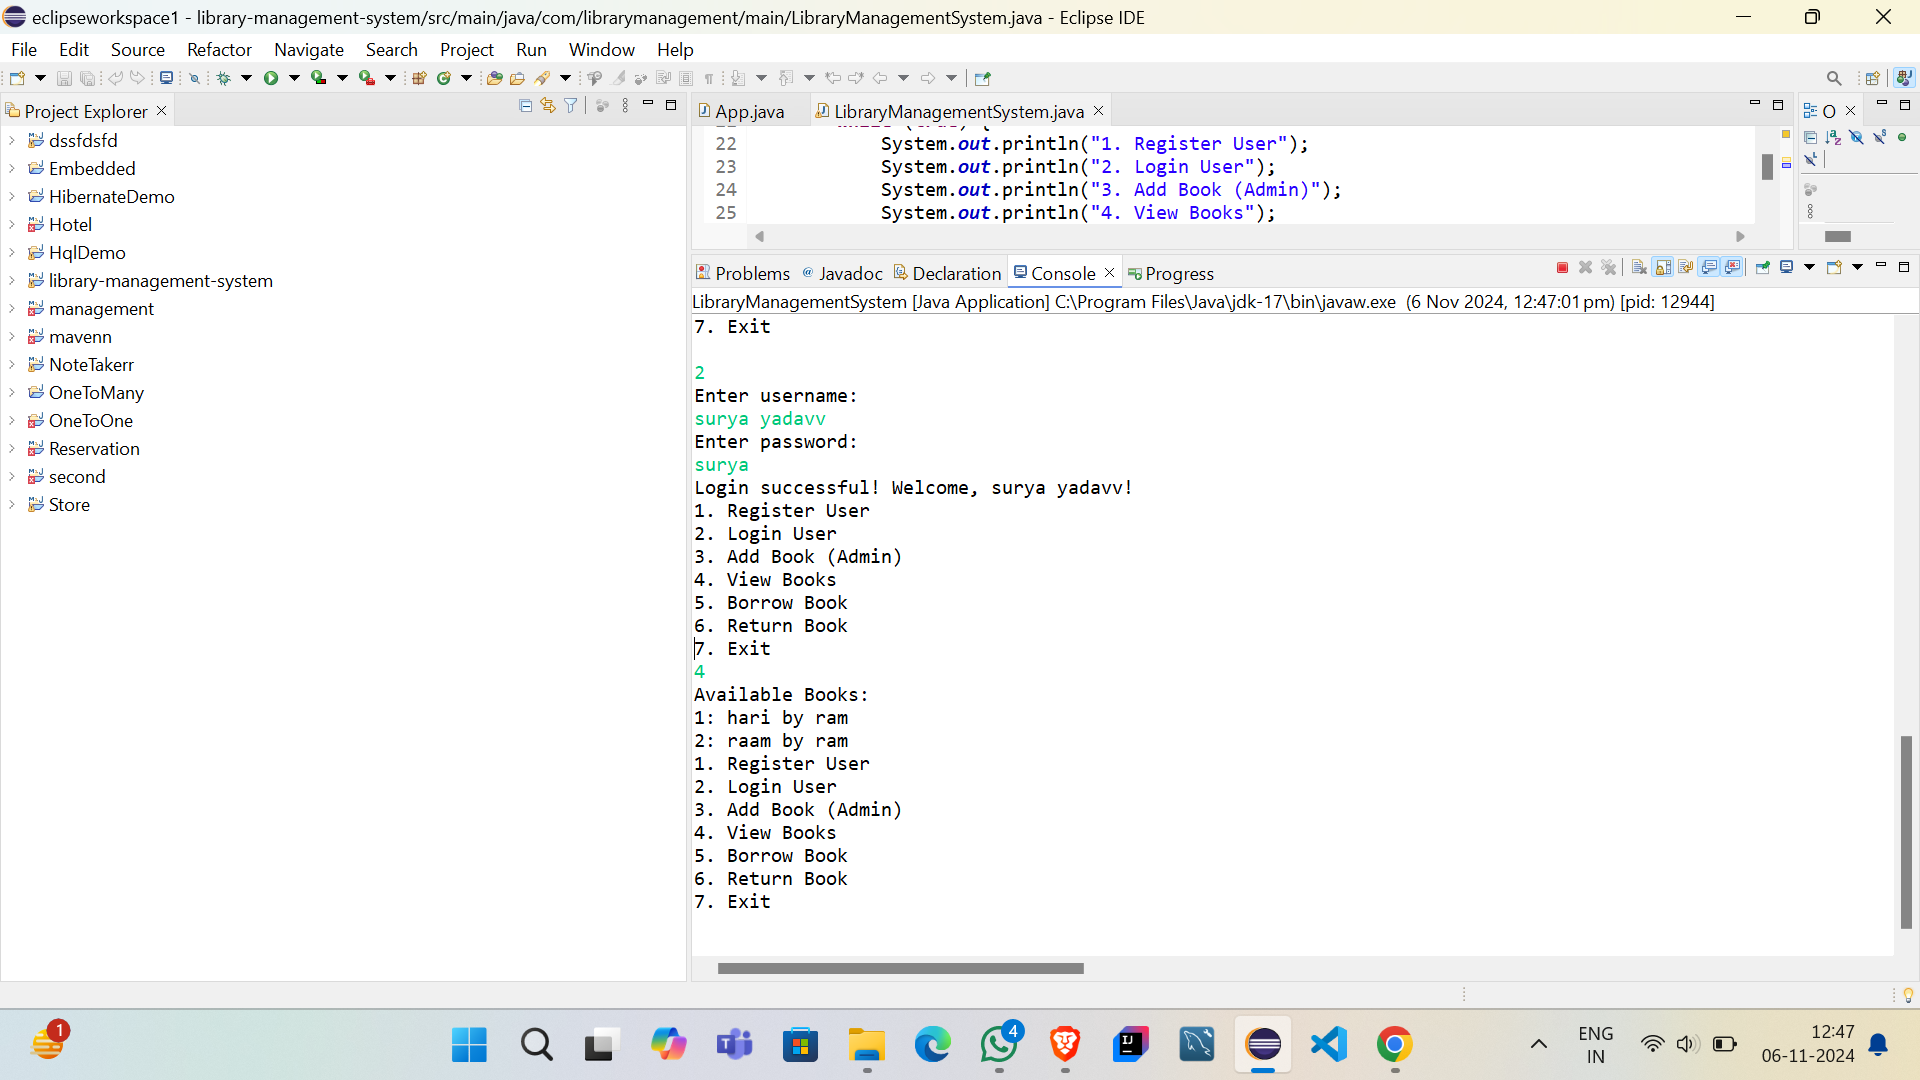 eclipseworkspace1 - library-management-system/src/main/java/com/librarymanagement/main/LibraryManagementSystem.java - Eclipse IDE
File Edit Source Refactor Navigate Search Project Run Window Help
Project Explorer
dssfdsfd
Embedded
HibernateDemo
Hotel
HqlDemo
library-management-system
management
mavenn
NoteTakerr
OneToMany
OneToOne
Reservation
second
Store
App.java LibraryManagementSystem.java
22 System.out.println("1. Register User");
23 System.out.println("2. Login User");
24 System.out.println("3. Add Book (Admin)");
25 System.out.println("4. View Books");
O
Problems Javadoc Declaration Console Progress
LibraryManagementSystem [Java Application] C:\Program Files\Java\jdk-17\bin\javaw.exe (6 Nov 2024, 12:47:01 pm) [pid: 12944]
7. Exit
2
Enter username:
surya yadavv
Enter password:
surya
Login successful! Welcome, surya yadavv!
1. Register User
2. Login User
3. Add Book (Admin)
4. View Books
5. Borrow Book
6. Return Book
7. Exit
4
Available Books:
1: hari by ram
2: raam by ram
1. Register User
2. Login User
3. Add Book (Admin)
4. View Books
5. Borrow Book
6. Return Book
7. Exit
1
4
ENG
IN
12:47
06-11-2024